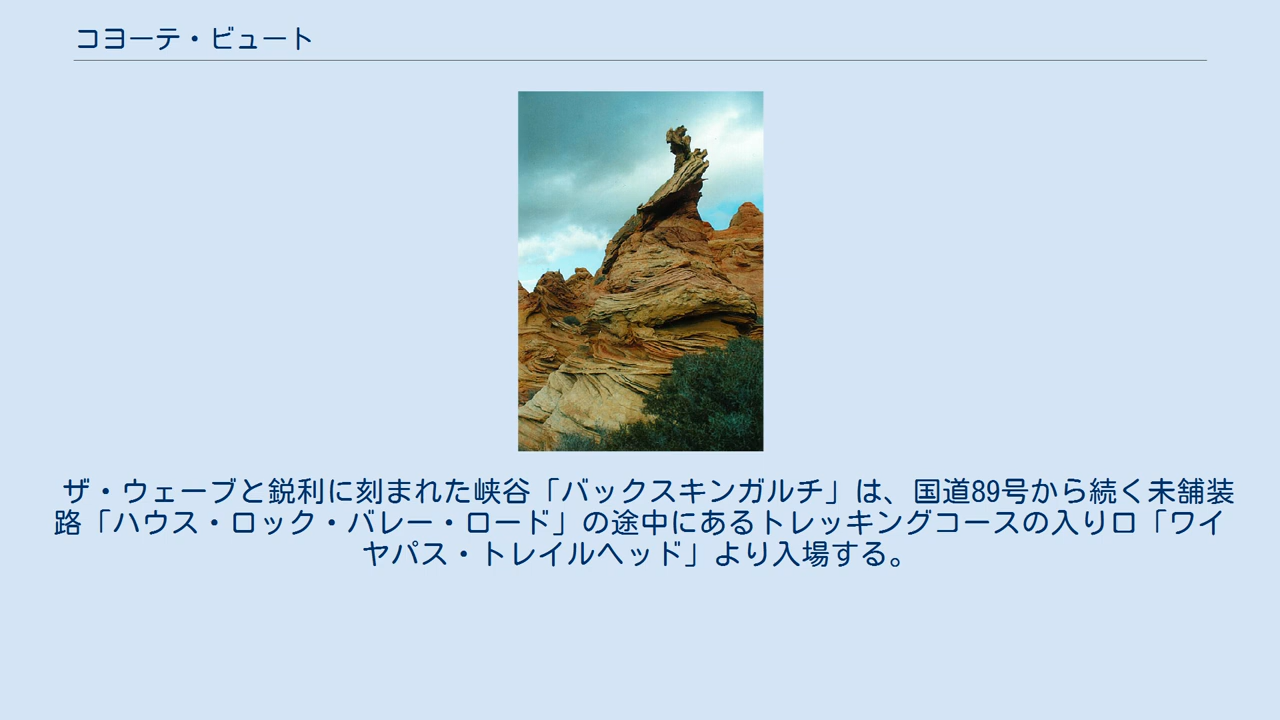 コヨーテ・ビュート
ザ・ウェーブと鋭利に刻まれた峡谷「バックスキンガルチ」は、国道89号から続く未舗装
路「ハウス・ロック・バレー・ロード」の途中にあるトレッキングコースの入り口「ワイ
ヤパス・トレイルヘッド」より入場する。